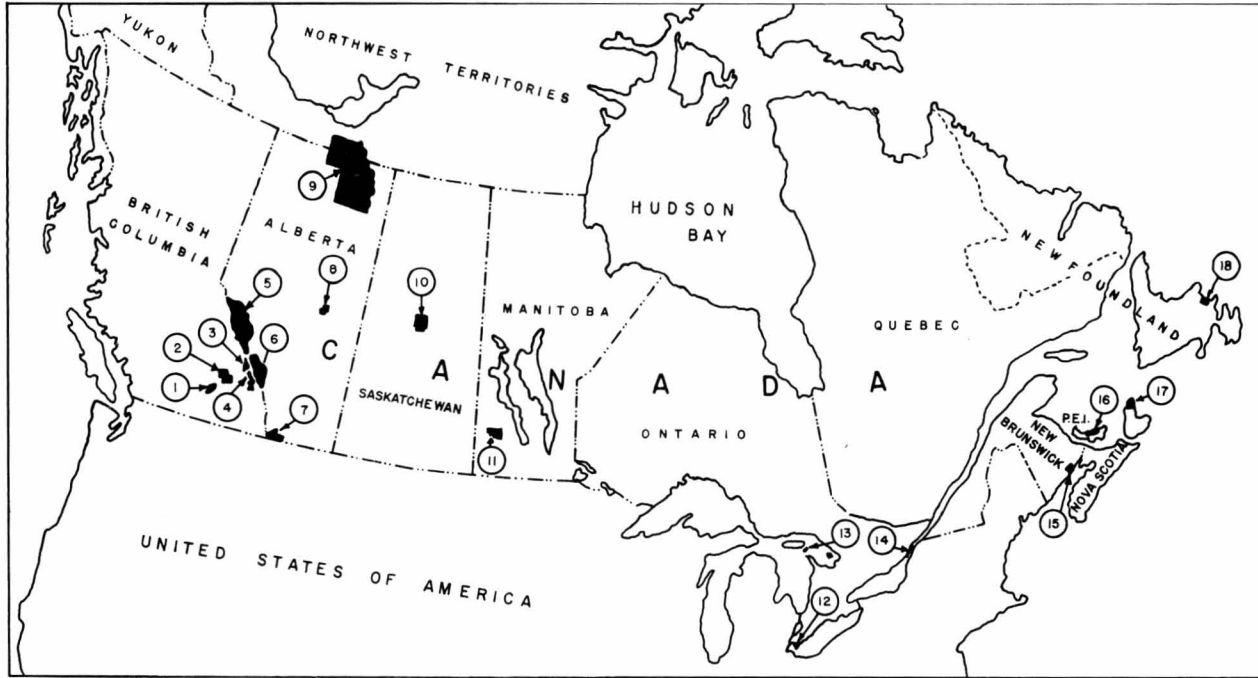 YUKON
NORTHWEST TERRITORIES
BRITISH
COLUMBIA
ALBERTA
SASKATCHEWAN
MANITOBA
HUDSON
BAY
ONTARIO
QUEBEC
NEWFOUNDLAND
P.E.I.
NEW
BRUNSWICK
NOVA SCOTIA
CANADA
UNITED STATES OF AMERICA
1
2
3
4
5
6
7
8
9
10
11
12
13
14
15
16
17
18